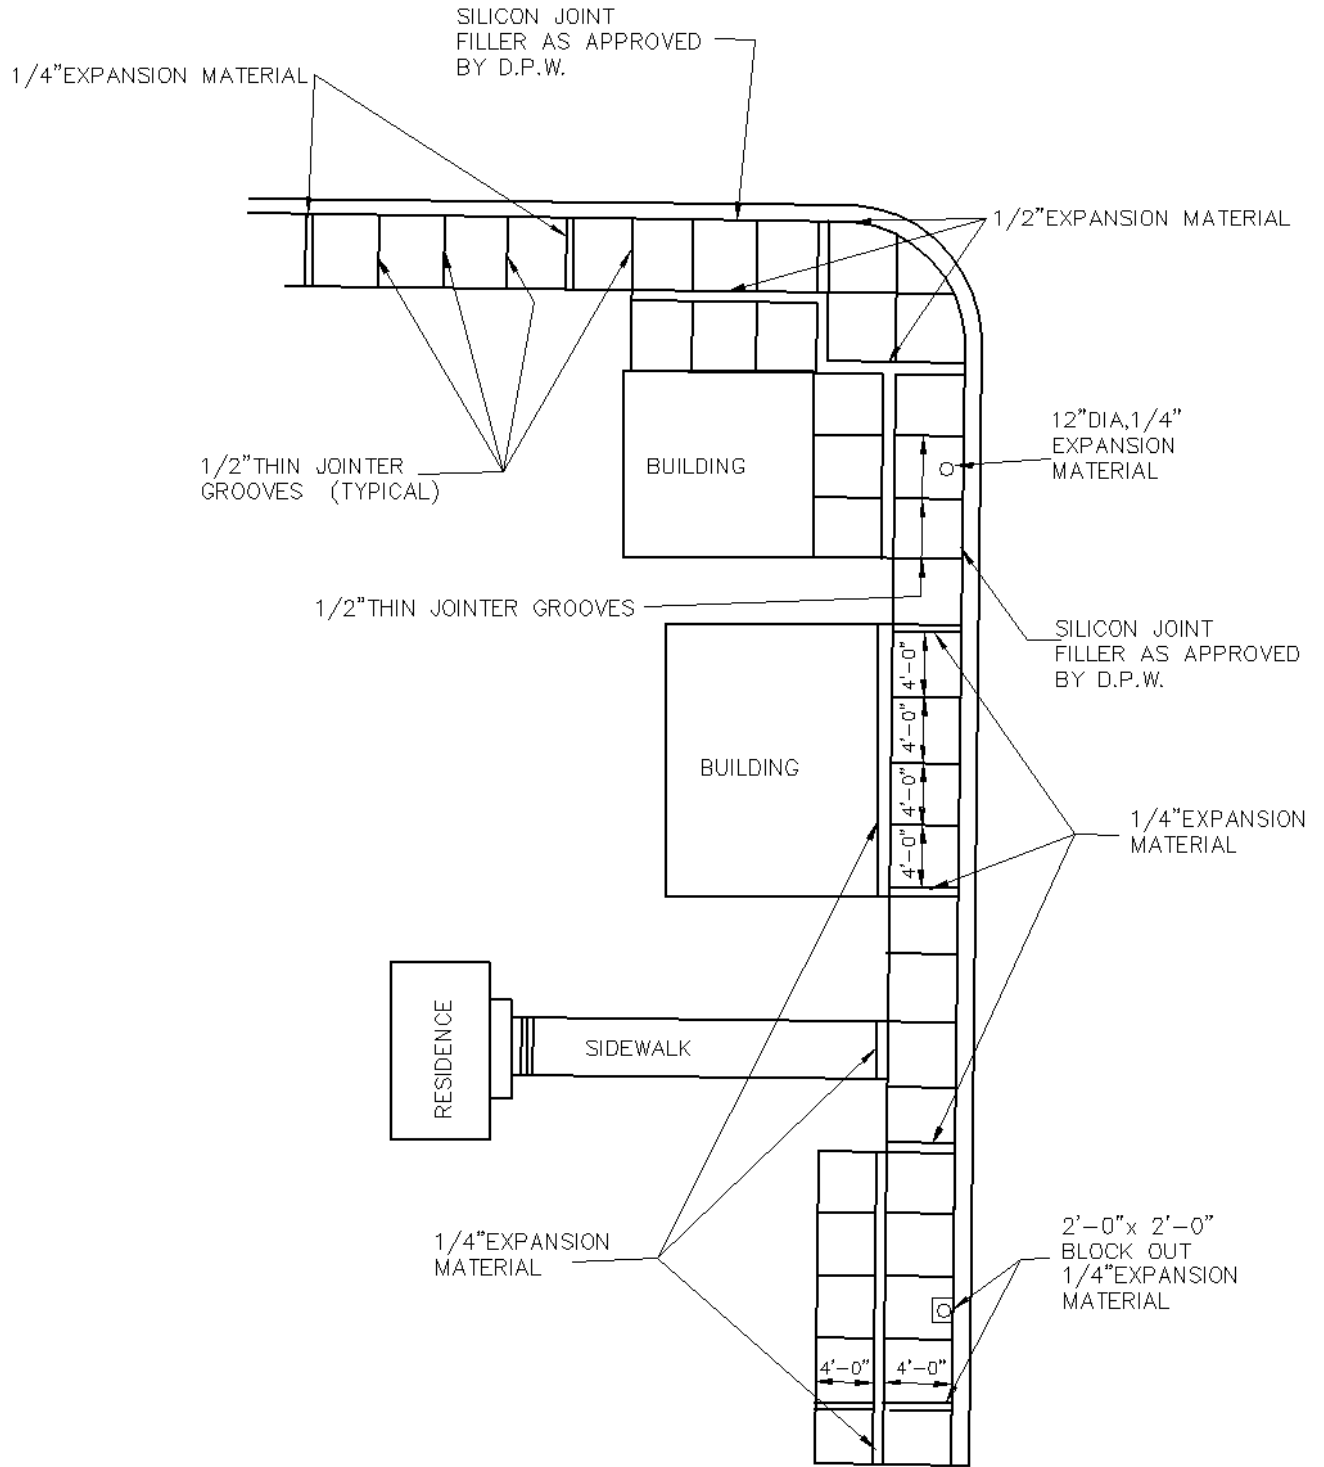 SILICON JOINT
FILLER AS APPROVED
BY D.P.W.
1/4"EXPANSION MATERIAL
1/2"EXPANSION MATERIAL
12"DIA,1/4"
EXPANSION
MATERIAL
1/2"THIN JOINTER
GROOVES (TYPICAL)
BUILDING
1/2"THIN JOINTER GROOVES
SILICON JOINT
FILLER AS APPROVED
BY D.P.W.
4'-0"
4'-0"
4'-0"
4'-0"
BUILDING
1/4"EXPANSION
MATERIAL
RESIDENCE
SIDEWALK
1/4"EXPANSION
MATERIAL
2'-0"x 2'-0"
BLOCK OUT
1/4"EXPANSION
MATERIAL
4'-0"
4'-0"